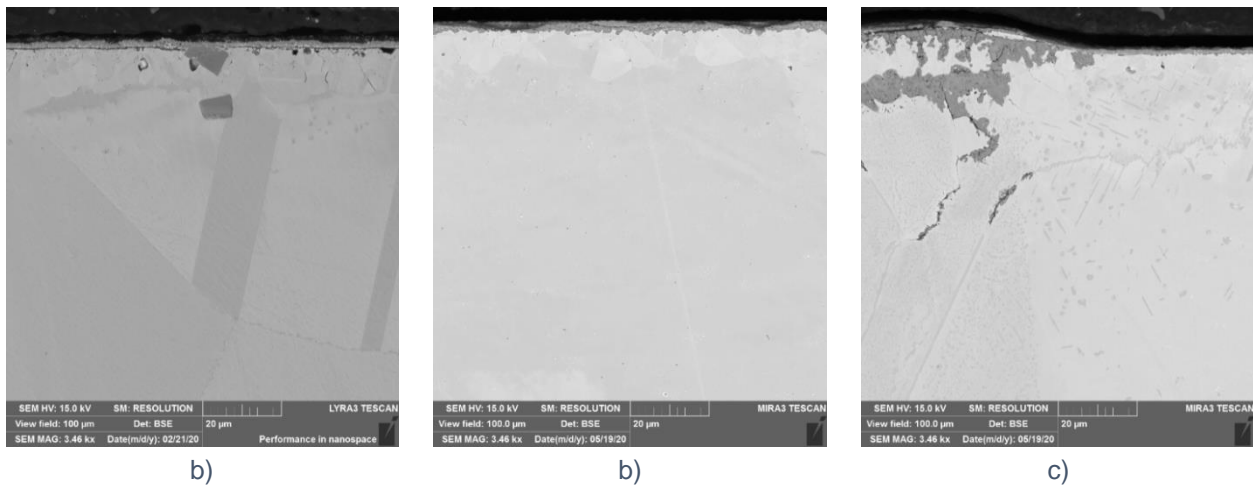 SEM HV: 15.0 kV SM: RESOLUTION LYRA3 TESCAN
View field: 100 µm Det: BSE 20 µm
SEM MAG: 3.46 kx Date(m/d/y): 02/21/20 Performance in nanospace
b)
SEM HV: 15.0 kV SM: RESOLUTION MIRA3 TESCAN
View field: 100.0 µm Det: BSE 20 µm
SEM MAG: 3.46 kx Date(m/d/y): 05/19/20
b)
SEM HV: 15.0 kV SM: RESOLUTION MIRA3 TESCAN
View field: 100.0 µm Det: BSE 20 µm
SEM MAG: 3.46 kx Date(m/d/y): 05/19/20
c)